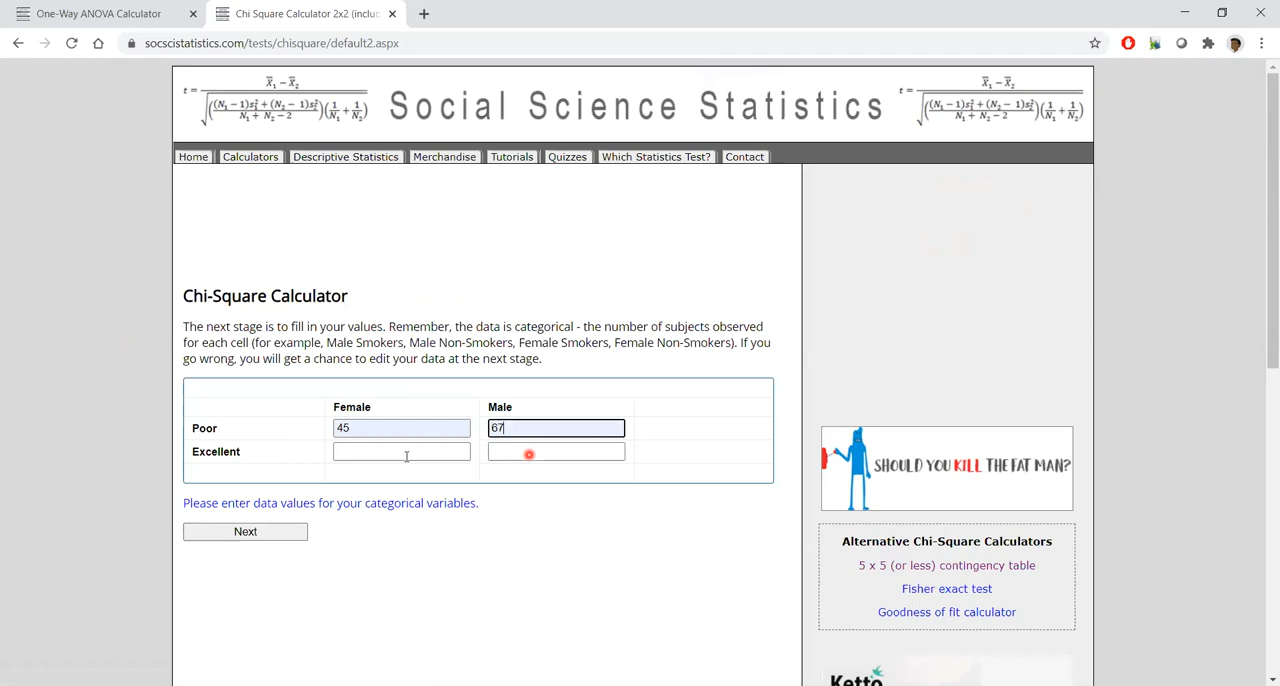 One-Way ANOVA Calculator
Chi Square Calculator 2x2 (includ
socscistatistics.com/tests/chisquare/default2.aspx
Social Science Statistics
Home Calculators Descriptive Statistics Merchandise Tutorials Quizzes Which Statistics Test? Contact
Chi-Square Calculator
The next stage is to fill in your values. Remember, the data is categorical - the number of subjects observed
for each cell (for example, Male Smokers, Male Non-Smokers, Female Smokers, Female Non-Smokers). If you
go wrong, you will get a chance to edit your data at the next stage.
Female Male
Poor 45 67
Excellent
Please enter data values for your categorical variables.
Next
SHOULD YOU KILL THE FAT MAN?
Alternative Chi-Square Calculators
5 x 5 (or less) contingency table
Fisher exact test
Goodness of fit calculator
Ketto